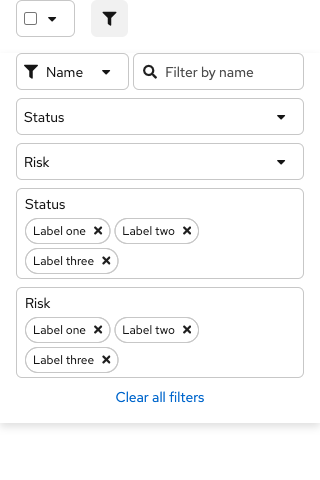 Name
Filter by name
Status
Risk
Status
Label one
Label two
Label three
Risk
Label one
Label two
Label three
Clear all filters